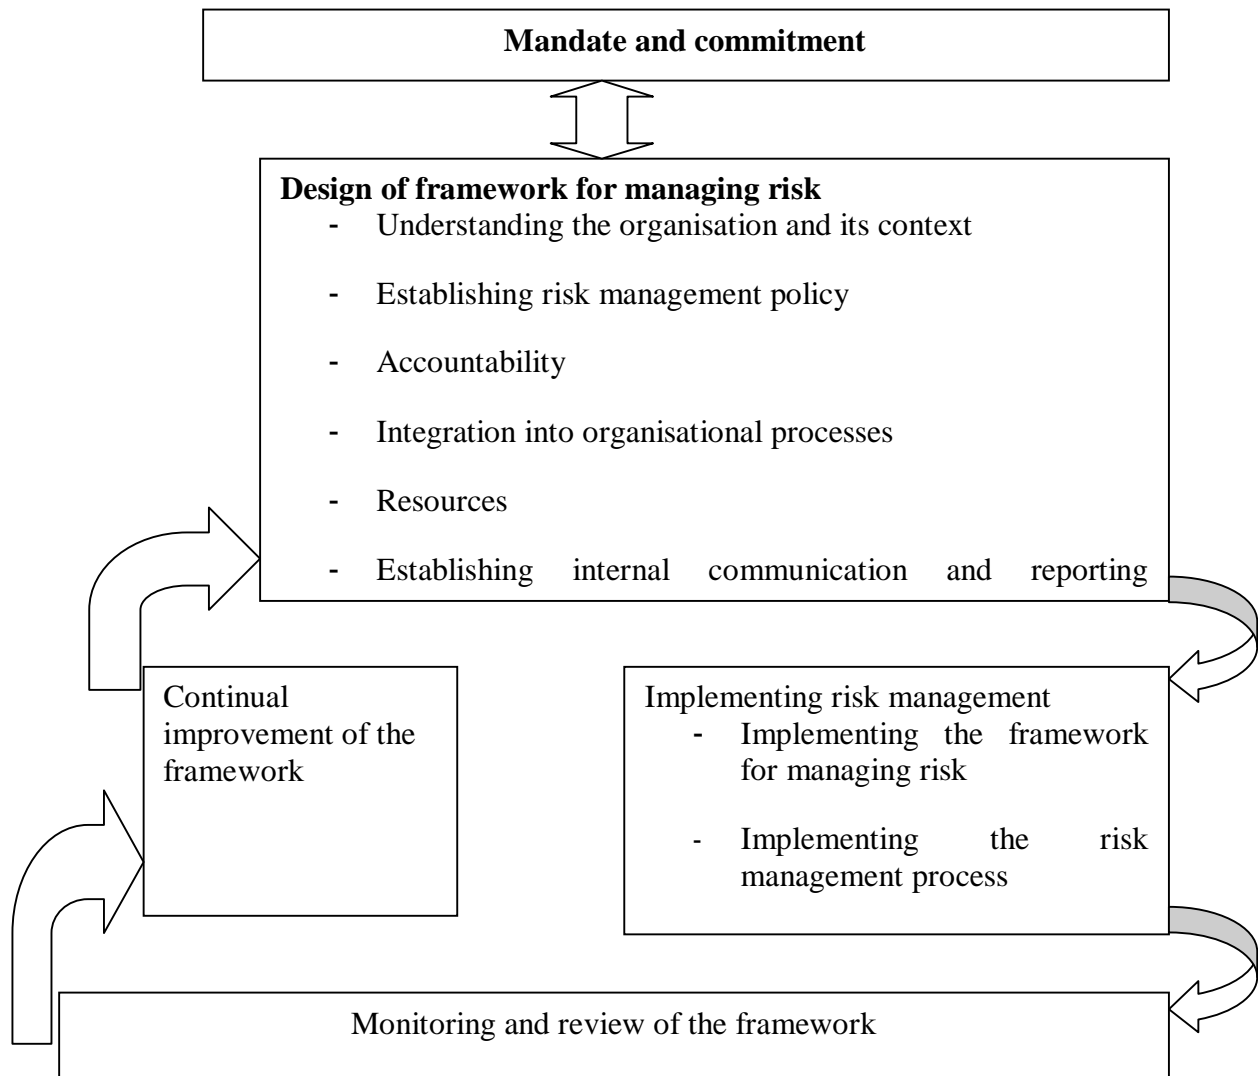 Mandate and commitment
Design of framework for managing risk
- Understanding the organisation and its context
- Establishing risk management policy
- Accountability
- Integration into organisational processes
- Resources
- Establishing internal communication and reporting
Continual
improvement of the
framework
Implementing risk management
- Implementing the framework
for managing risk
- Implementing the risk
management process
Monitoring and review of the framework